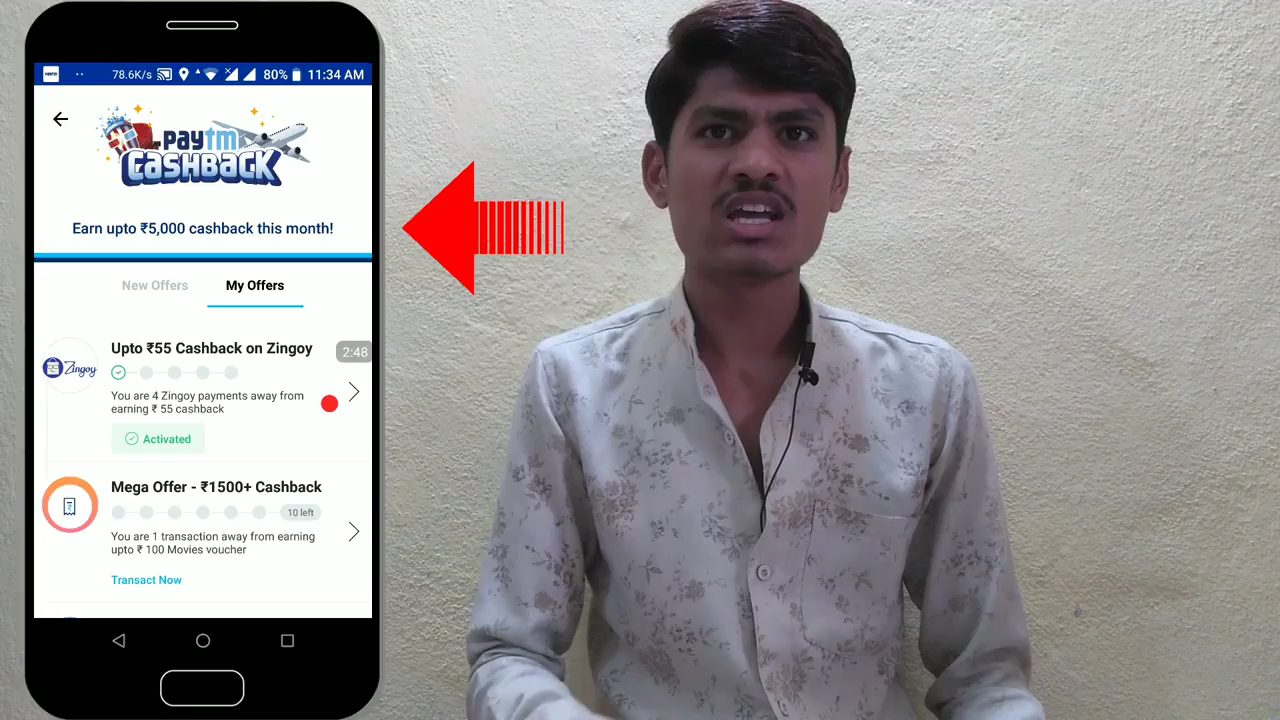 78.6K/s 80% 11:34 AM
paytm
CASHBACK
Earn upto ₹5,000 cashback this month!
New Offers My Offers
Upto ₹55 Cashback on Zingoy
2:48
Zingoy
You are 4 Zingoy payments away from
earning ₹ 55 cashback
Activated
Mega Offer - ₹1500+ Cashback
10 left
You are 1 transaction away from earning
upto ₹ 100 Movies voucher
Transact Now